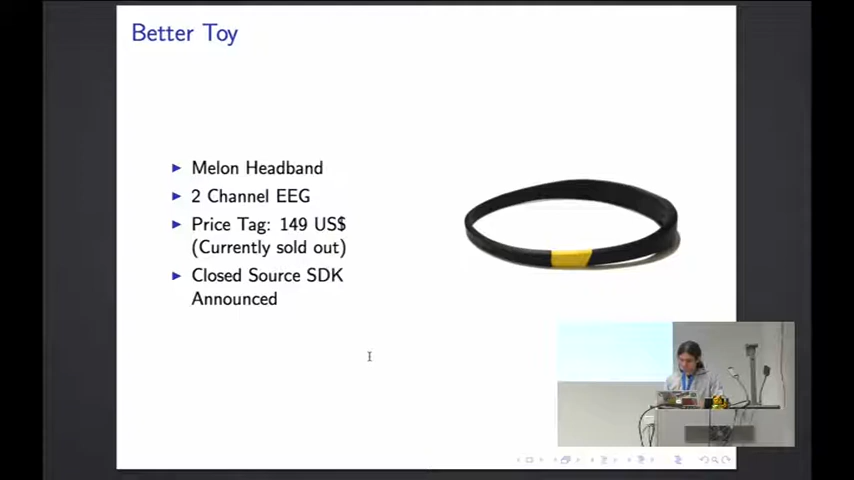 Better Toy
Melon Headband
2 Channel EEG
Price Tag: 149 US$
(Currently sold out)
Closed Source SDK
Announced